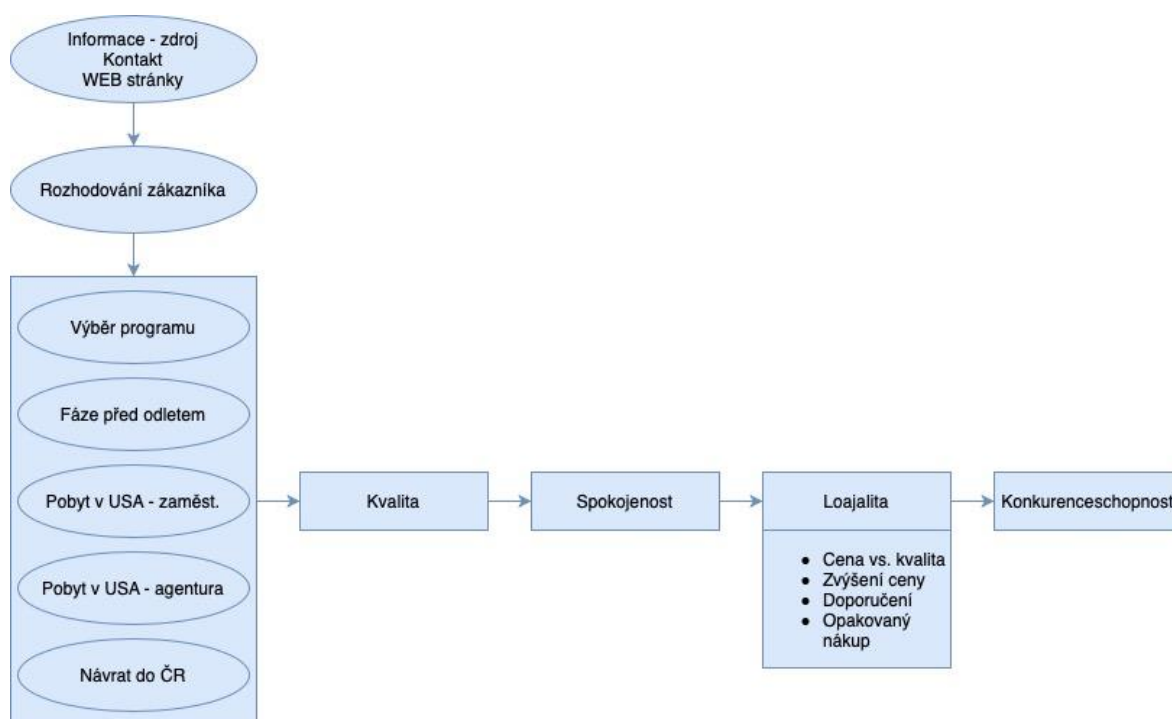 Informace - zdroj
Kontakt
WEB stránky
Rozhodování zákazníka
Výběr programu
Fáze před odletem
Pobyt v USA - zaměst.
Pobyt v USA - agentura
Návrat do ČR
Kvalita
Spokojenost
Loajalita
• Cena vs. kvalita
• Zvýšení ceny
• Doporučení
• Opakovaný
nákup
Konkurenceschopnost